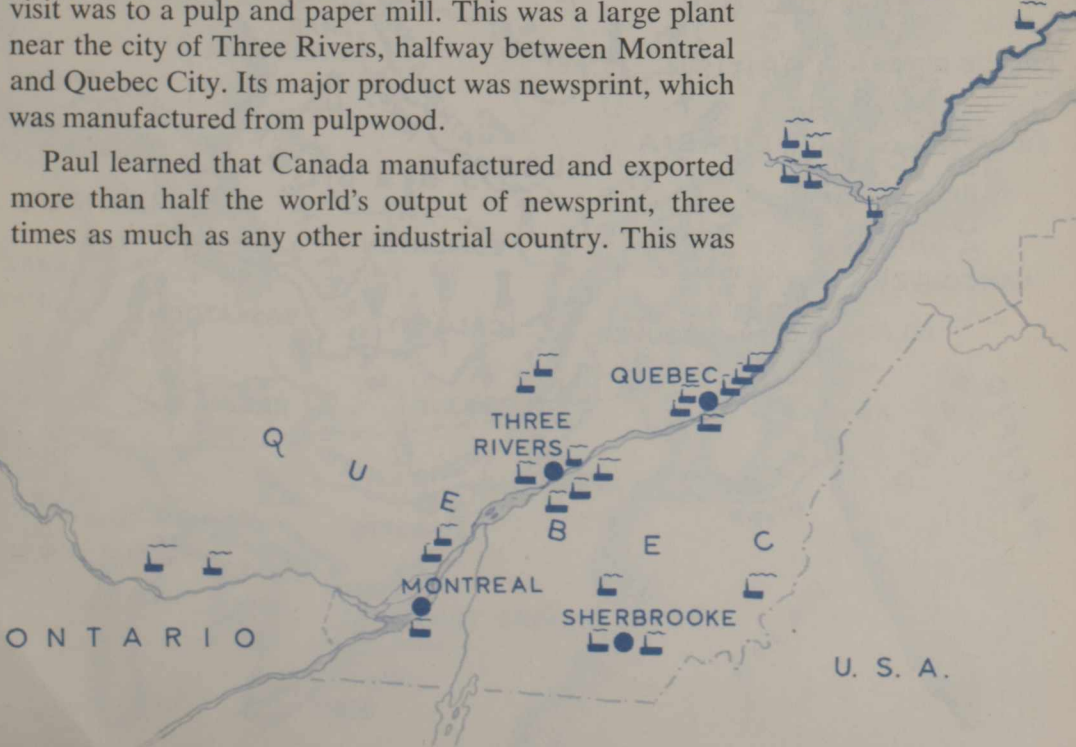 visit was to a pulp and paper mill. This was a large plant
near the city of Three Rivers, halfway between Montreal
and Quebec City. Its major product was newsprint, which
was manufactured from pulpwood.
Paul learned that Canada manufactured and exported
more than half the world's output of newsprint, three
times as much as any other industrial country. This was
QUEBEC
THREE
RIVERS
QUEBEC
MONTREAL
SHERBROOKE
ONTARIO
U. S. A.